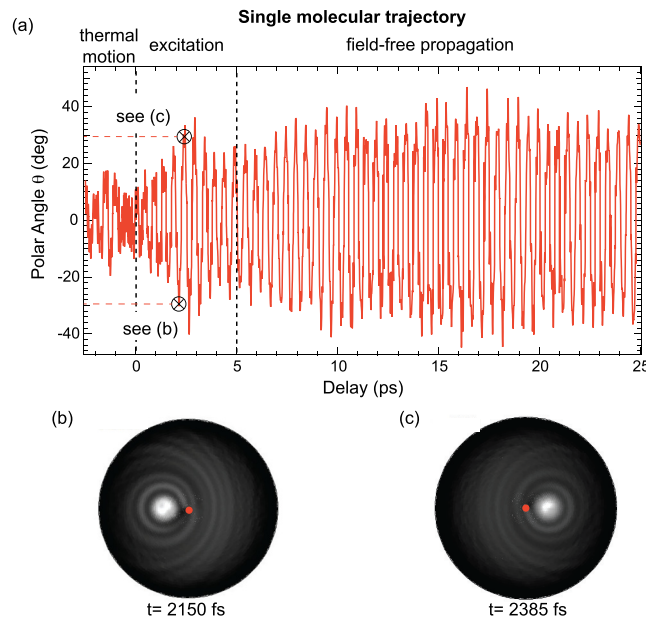 Single molecular trajectory
(a)
thermal
motion
excitation
field-free propagation
see (c)
see (b)
Polar Angle θ (deg)
40
20
0
-20
-40
0
5
10
15
20
25
Delay (ps)
(b)
(c)
t= 2150 fs
t= 2385 fs